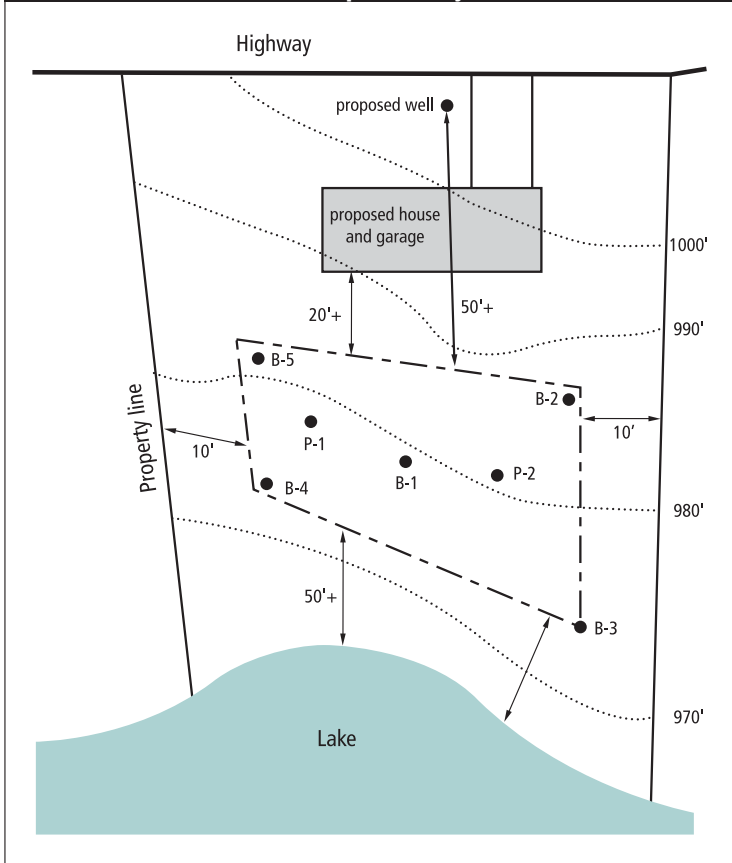 Highway
proposed well
proposed house
and garage
1000'
20'+
50'+
990'
B-5
B-2
Property line
10'
P-1
10'
B-1
P-2
B-4
980'
50'+
B-3
970'
Lake